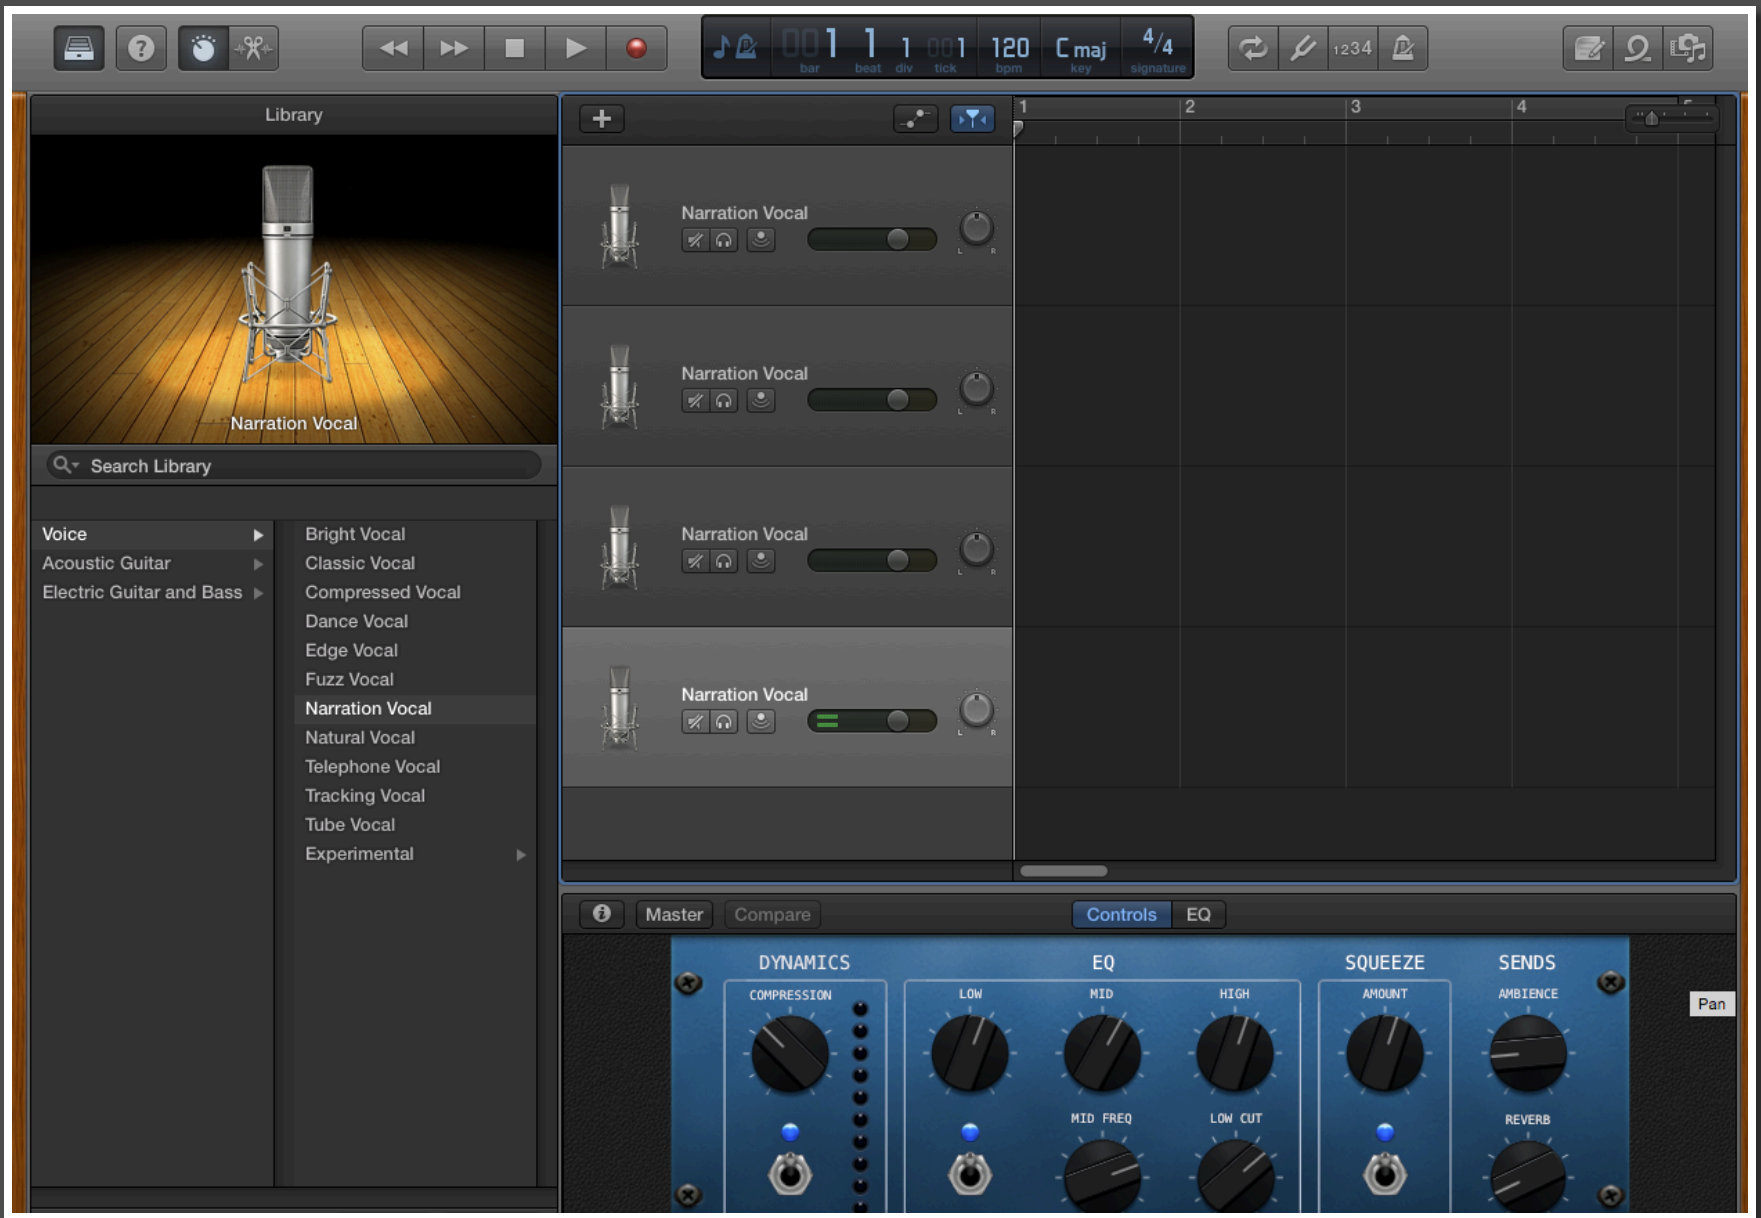 001 1 1 001 120 C maj 4/4
bar beat div tick bpm key signature
1234
Library
Narration Vocal
Search Library
Voice
Acoustic Guitar
Electric Guitar and Bass
Bright Vocal
Classic Vocal
Compressed Vocal
Dance Vocal
Edge Vocal
Fuzz Vocal
Narration Vocal
Natural Vocal
Telephone Vocal
Tracking Vocal
Tube Vocal
Experimental
1 2 3 4
Narration Vocal
L R
Narration Vocal
L R
Narration Vocal
L R
Narration Vocal
L R
Master Compare Controls EQ
DYNAMICS EQ SQUEEZE SENDS
COMPRESSION LOW MID HIGH AMOUNT AMBIENCE
Pan
MID FREQ LOW CUT REVERB